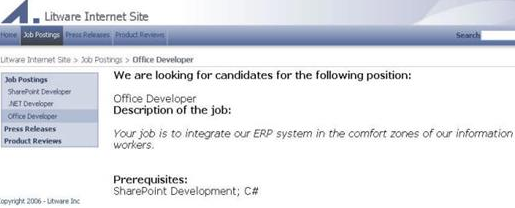 Litware Internet Site
Home Job Postings Press Releases Product Reviews Search
Litware Internet Site > Job Postings > Office Developer
Job Postings
SharePoint Developer
.NET Developer
Office Developer
Press Releases
Product Reviews
We are looking for candidates for the following position:
Office Developer
Description of the job:
Your job is to integrate our ERP system in the comfort zones of our information
workers.
Prerequisites:
SharePoint Development; C#
opyright 2006 - Litware Inc